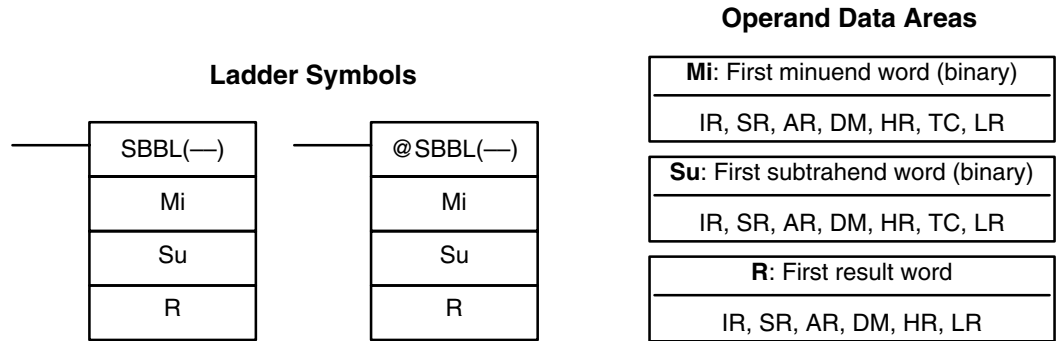 Ladder Symbols
SBBL(—)
Mi
Su
R
@SBBL(—)
Mi
Su
R
Operand Data Areas
Mi: First minuend word (binary)
IR, SR, AR, DM, HR, TC, LR
Su: First subtrahend word (binary)
IR, SR, AR, DM, HR, TC, LR
R: First result word
IR, SR, AR, DM, HR, LR